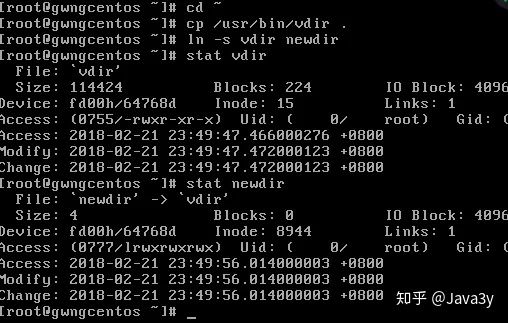 [root@gwngcentos ~]# cd ~
[root@gwngcentos ~]# cp /usr/bin/vdir .
[root@gwngcentos ~]# ln -s vdir newdir
[root@gwngcentos ~]# stat vdir
  File: `vdir'
  Size: 114424          Blocks: 224        IO Block: 4096
Device: fd00h/64768d    Inode: 15          Links: 1
Access: (0755/-rwxr-xr-x)  Uid: (    0/    root)   Gid: (
Access: 2018-02-21 23:49:47.466000276 +0800
Modify: 2018-02-21 23:49:47.472000123 +0800
Change: 2018-02-21 23:49:47.472000123 +0800
[root@gwngcentos ~]# stat newdir
  File: `newdir' -> `vdir'
  Size: 4               Blocks: 0          IO Block: 4096
Device: fd00h/64768d    Inode: 8944        Links: 1
Access: (0777/lrwxrwxrwx)  Uid: (    0/    root)   Gid: (
Access: 2018-02-21 23:49:56.014000003 +0800
Modify: 2018-02-21 23:49:56.014000003 +0800
Change: 2018-02-21 23:49:56.014000003 +0800
[root@gwngcentos ~]# _
知乎 @Java3y